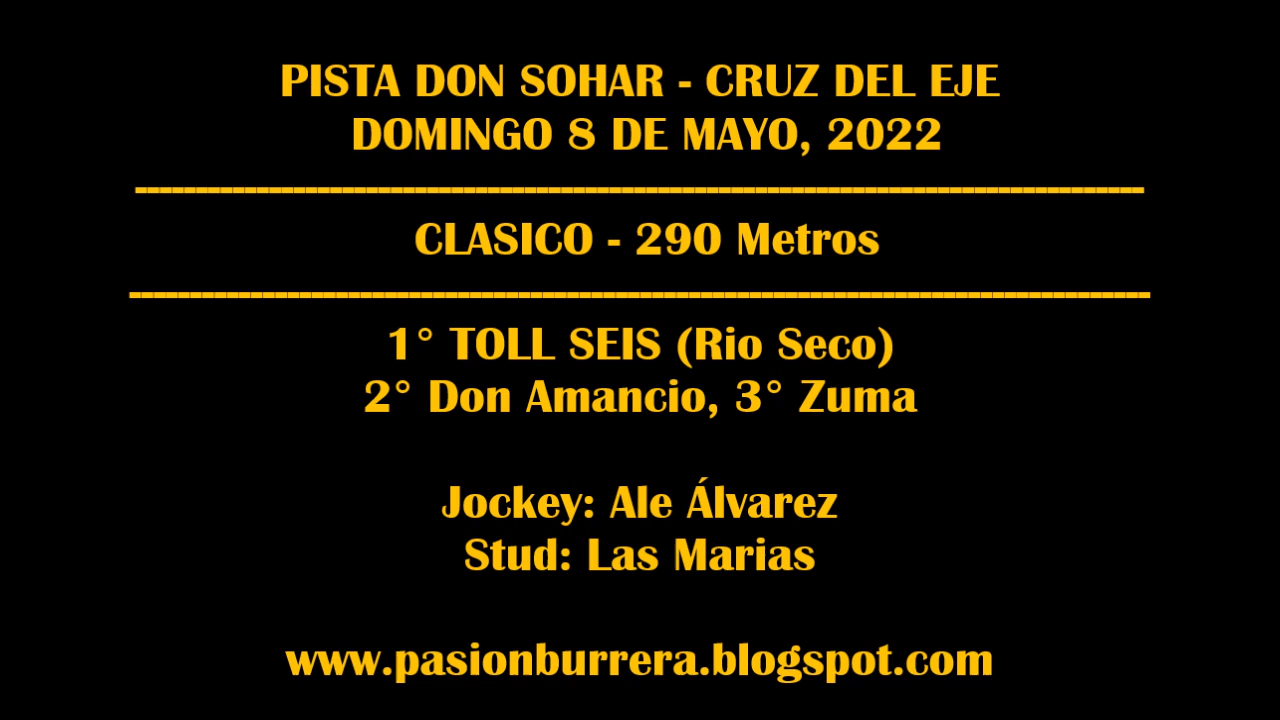 PISTA DON SOHAR - CRUZ DEL EJE
DOMINGO 8 DE MAYO, 2022
--------------------------------------------------------------------------------
CLASICO - 290 Metros
---------------------------------------------------------------------------------
1° TOLL SEIS (Rio Seco)
2° Don Amancio, 3° Zuma
Jockey: Ale Álvarez
Stud: Las Marias
www.pasionburrera.blogspot.com